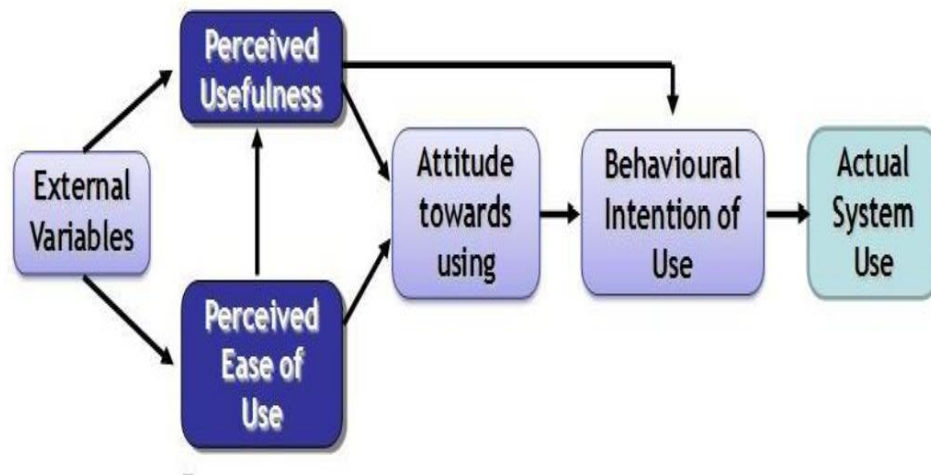 Perceived
Usefulness
External
Variables
Perceived
Ease of
Use
Attitude
towards
using
Behavioural
Intention of
Use
Actual
System
Use